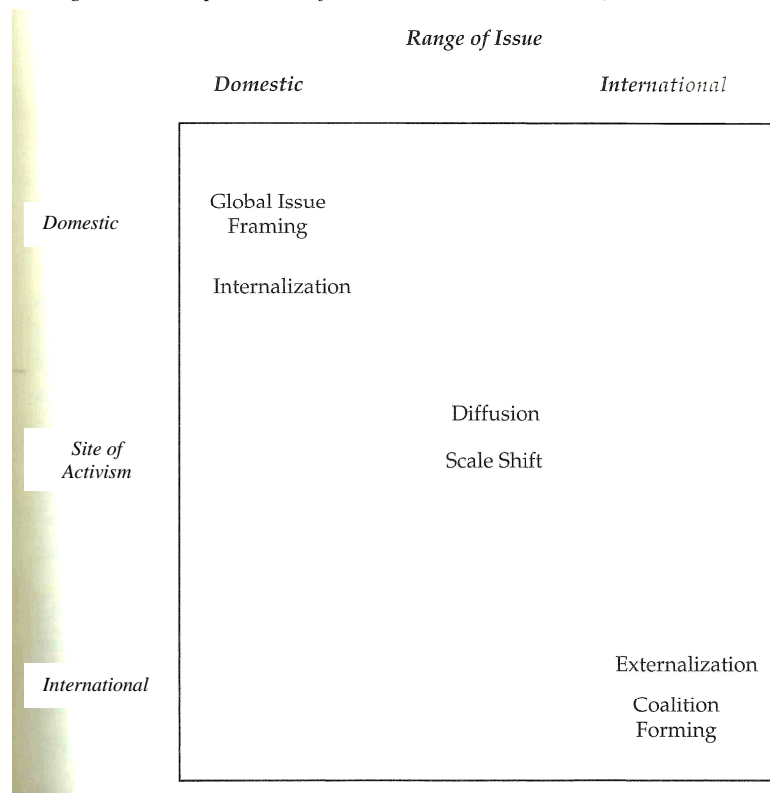 Range of Issue
Domestic International
Global Issue
Framing
Domestic
Internalization
Diffusion
Site of
Activism
Scale Shift
Externalization
International
Coalition
Forming